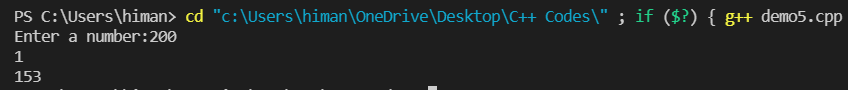 PS C:\Users\himan> cd "c:\Users\himan\OneDrive\Desktop\C++ Codes\" ; if ($?) { g++ demo5.cpp
Enter a number:200
1
153